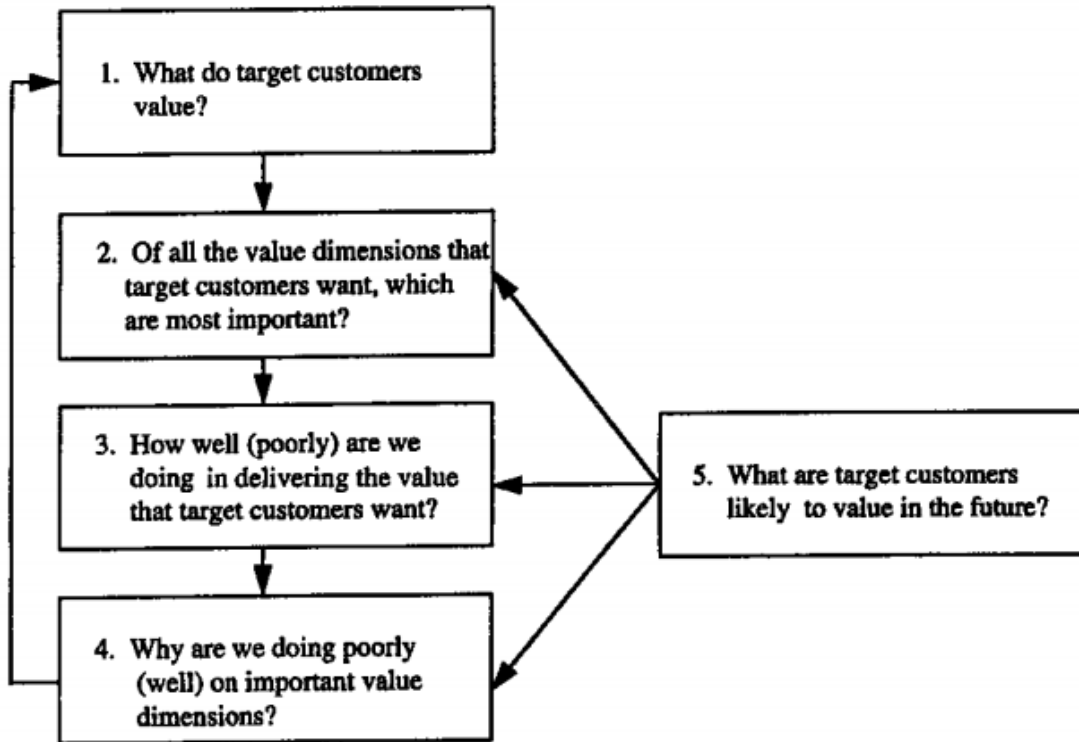 1. What do target customers
value?
2. Of all the value dimensions that
target customers want, which
are most important?
3. How well (poorly) are we
doing in delivering the value
that target customers want?
4. Why are we doing poorly
(well) on important value
dimensions?
5. What are target customers
likely to value in the future?